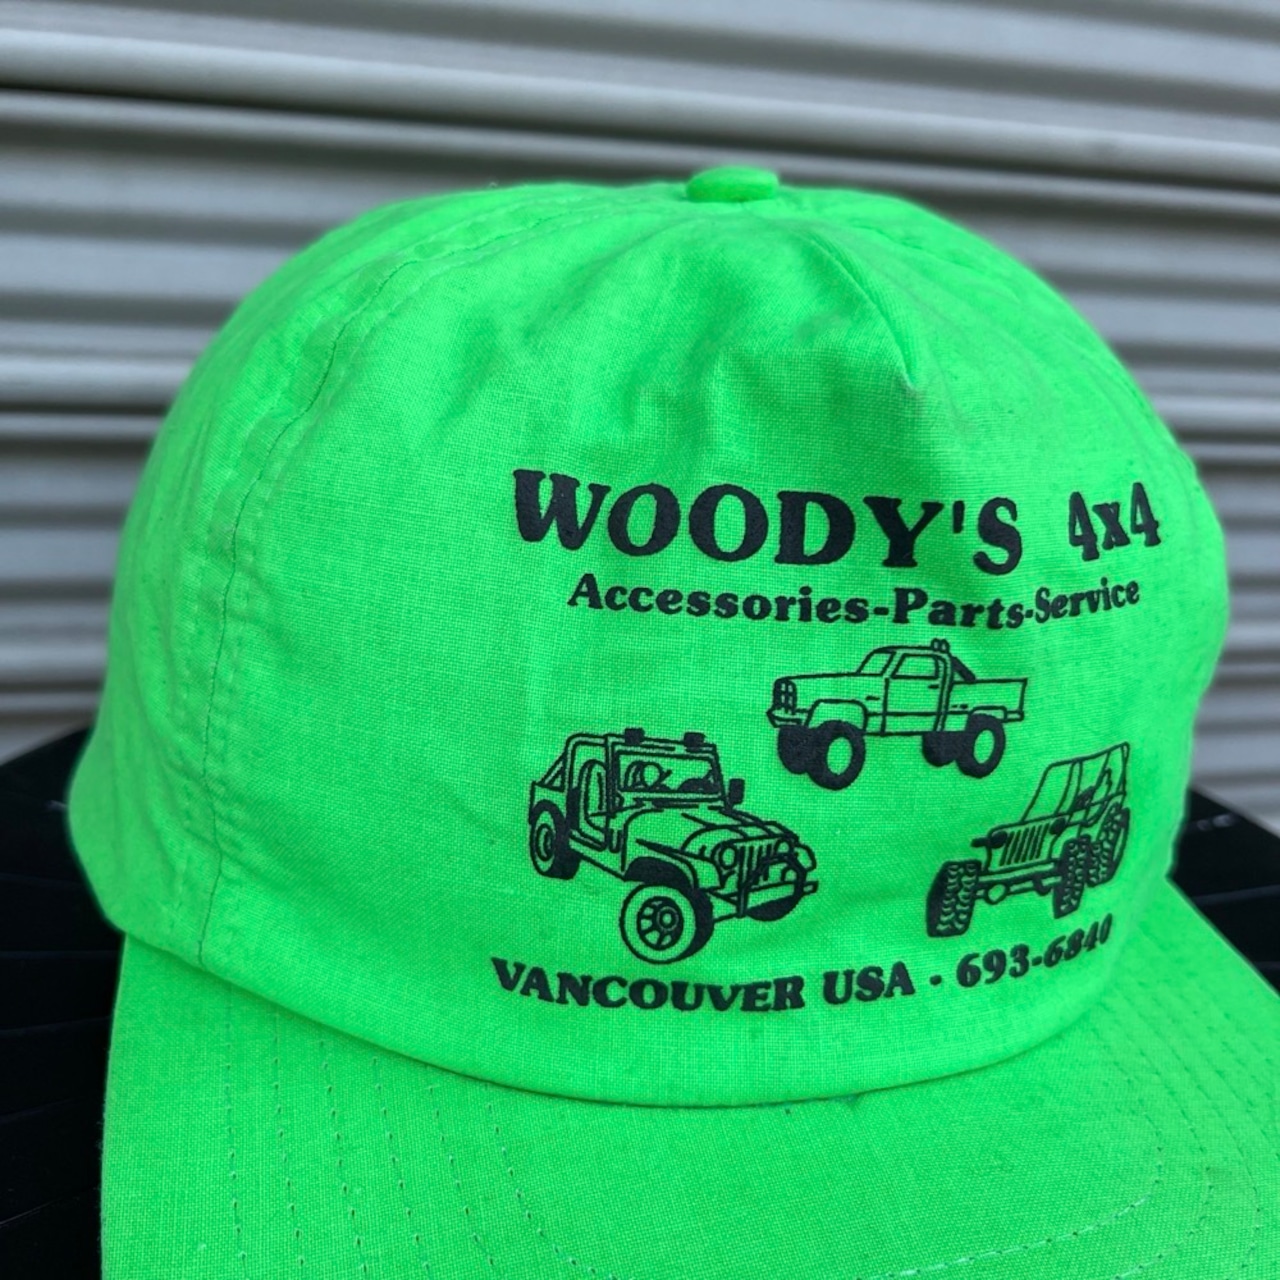 WOODY'S 4x4
Accessories-Parts-Service
VANCOUVER USA · 693-6840